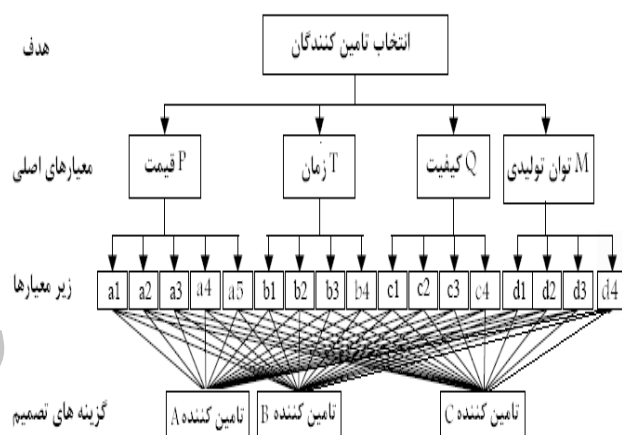 هدف
انتخاب تامین کنندگان
معیارهای اصلی
P قیمت
T زمان
Q کیفیت
M توان تولیدی
زیر معیارها
a1 a2 a3 a4 a5 b1 b2 b3 b4 c1 c2 c3 c4 d1 d2 d3 d4
گزینه های تصمیم
تامین کننده A
تامین کننده B
تامین کننده C